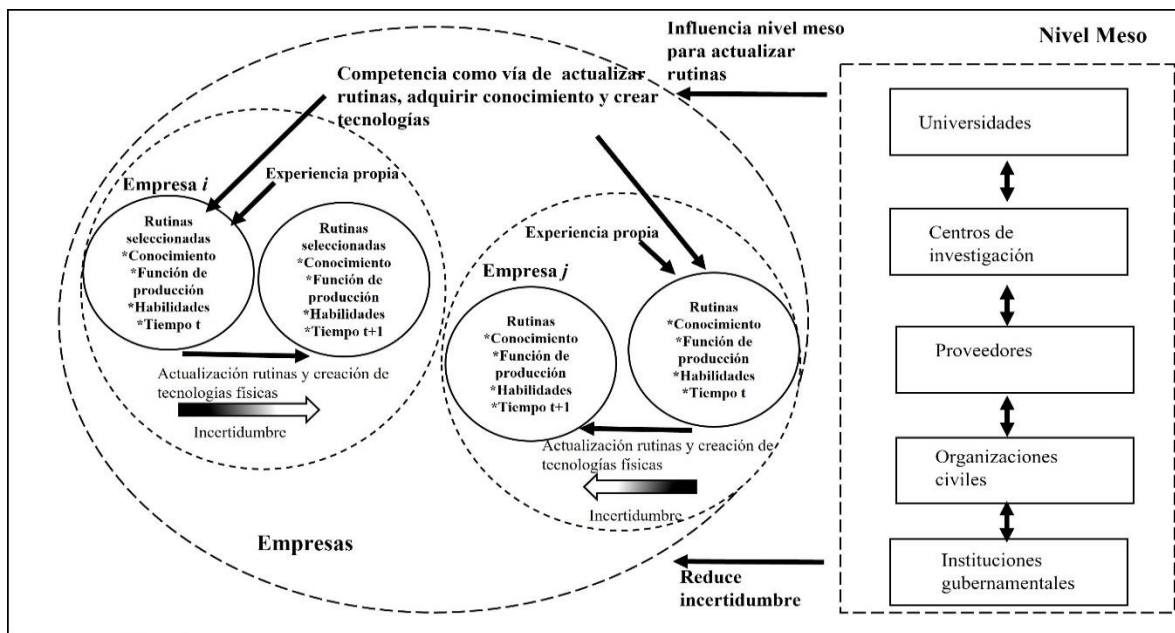 Influencia nivel meso
para actualizar
rutinas
Nivel Meso
Competencia como vía de actualizar
rutinas, adquirir conocimiento y crear
tecnologías
Empresa i
Experiencia propia
Rutinas
seleccionadas
*Conocimiento
*Función de
producción
*Habilidades
*Tiempo t
Rutinas
seleccionadas
*Conocimiento
*Función de
producción
*Habilidades
*Tiempo t+1
Actualización rutinas y creación de
tecnologías físicas
Incertidumbre
Experiencia propia
Empresa j
Rutinas
*Conocimiento
*Función de
producción
*Habilidades
*Tiempo t+1
Rutinas
*Conocimiento
*Función de
producción
*Habilidades
*Tiempo t
Actualización rutinas y creación de
tecnologías físicas
Incertidumbre
Empresas
Reduce
incertidumbre
Universidades
Centros de
investigación
Proveedores
Organizaciones
civiles
Instituciones
gubernamentales